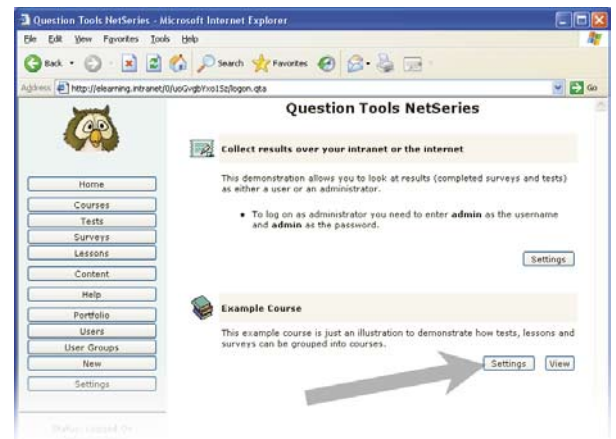 Question Tools NetSeries - Microsoft Internet Explorer
File Edit View Favorites Tools Help
Back Search Favorites
Address http://elearning.intranet/0/uoGvgbYxo1Sz/logon.qta Go
Question Tools NetSeries
Collect results over your intranet or the internet
This demonstration allows you to look at results (completed surveys and tests)
as either a user or an administrator.
• To log on as administrator you need to enter admin as the username
and admin as the password.
Settings
Example Course
This example course is just an illustration to demonstrate how tests, lessons and
surveys can be grouped into courses.
Settings View
Home
Courses
Tests
Surveys
Lessons
Content
Help
Portfolio
Users
User Groups
New
Settings
Status: Logged On